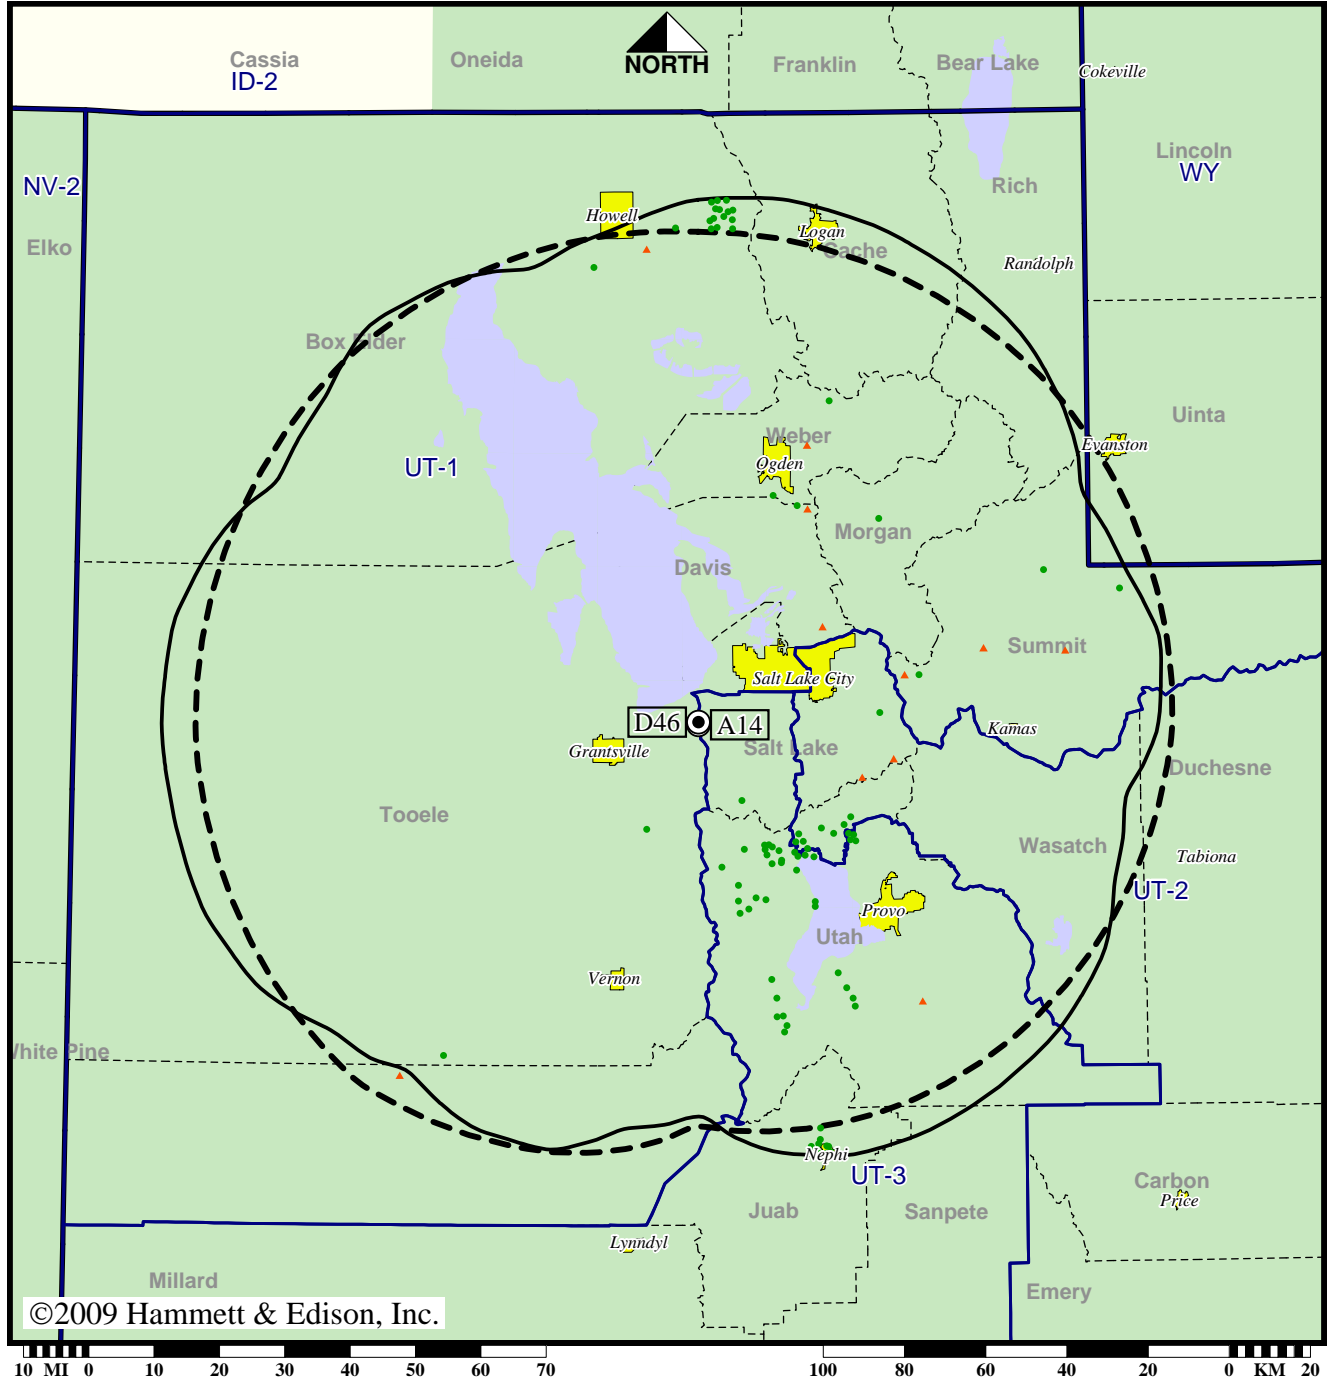 Cassia
ID-2
Oneida
NORTH
Franklin
Bear Lake
Cokeville
Lincoln
WY
NV-2
Rich
Howell
Logan
Elko
Cache
Randolph
Box Elder
Uinta
Weber
Evanston
UT-1
Ogden
Morgan
Davis
Summit
Salt Lake City
D46
A14
Kamas
Grantsville
Salt Lake
Duchesne
Tooele
Wasatch
Tabiona
UT-2
Provo
Utah
Vernon
White Pine
Nephi
UT-3
Carbon
Price
Juab
Sanpete
Lynndyl
Millard
Emery
©2009 Hammett & Edison, Inc.
10 MI 0 10 20 30 40 50 60 70
100 80 60 40 20 0 KM 20